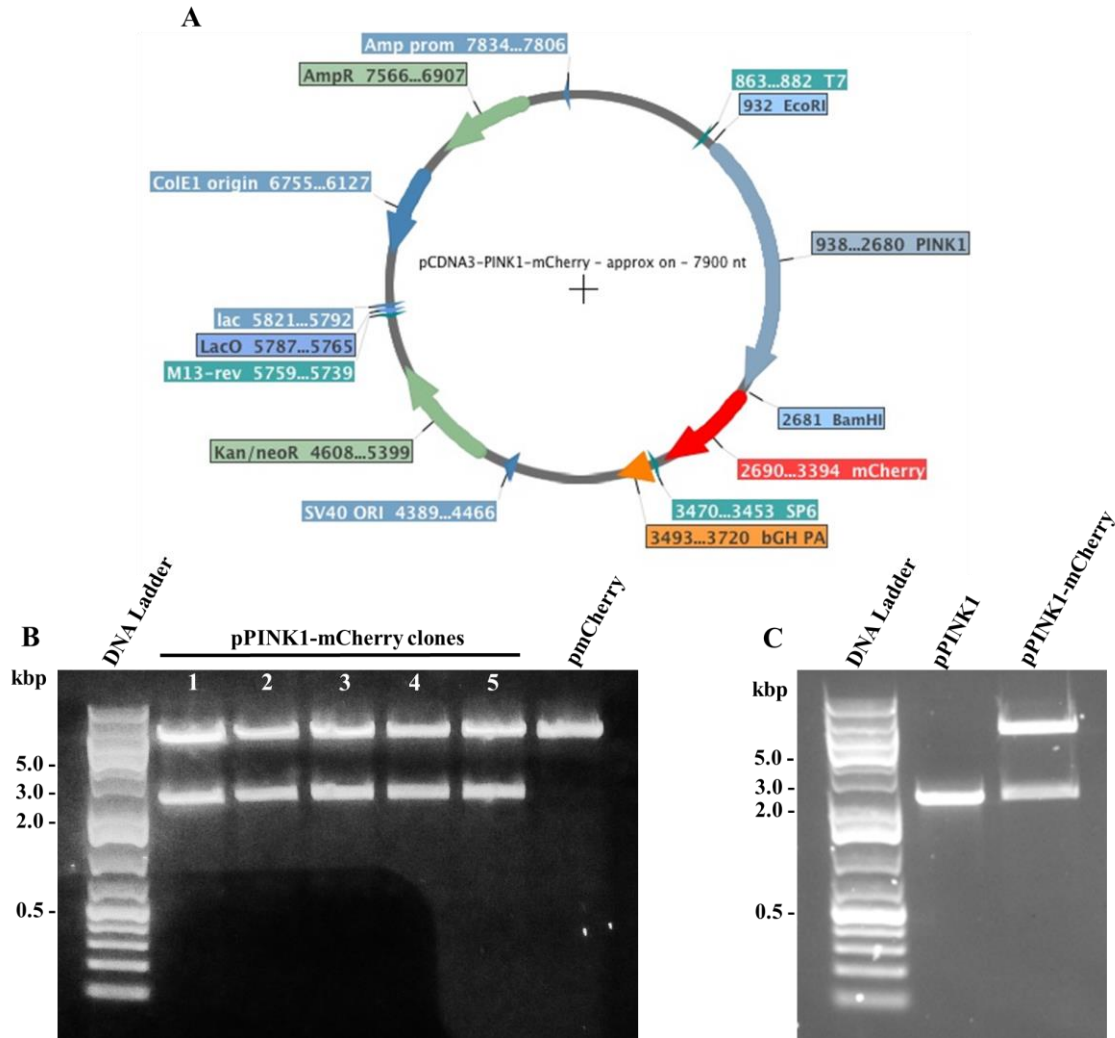 A
Amp prom 7834...7806
AmpR 7566...6907
863...882 T7
932 EcoRI
ColE1 origin 6755...6127
938...2680 PINK1
pCDNA3-PINK1-mCherry - approx on - 7900 nt
lac 5821...5792
LacO 5787...5765
M13-rev 5759...5739
2681 BamHI
Kan/neoR 4608...5399
2690...3394 mCherry
SV40 ORI 4389...4466
3470...3453 SP6
3493...3720 bGH PA
B
DNA Ladder
pPINK1-mCherry clones
pmCherry
kbp
1 2 3 4 5
5.0 -
3.0 -
2.0 -
0.5 -
C
DNA Ladder
pPINK1
pPINK1-mCherry
kbp
5.0 -
3.0 -
2.0 -
0.5 -